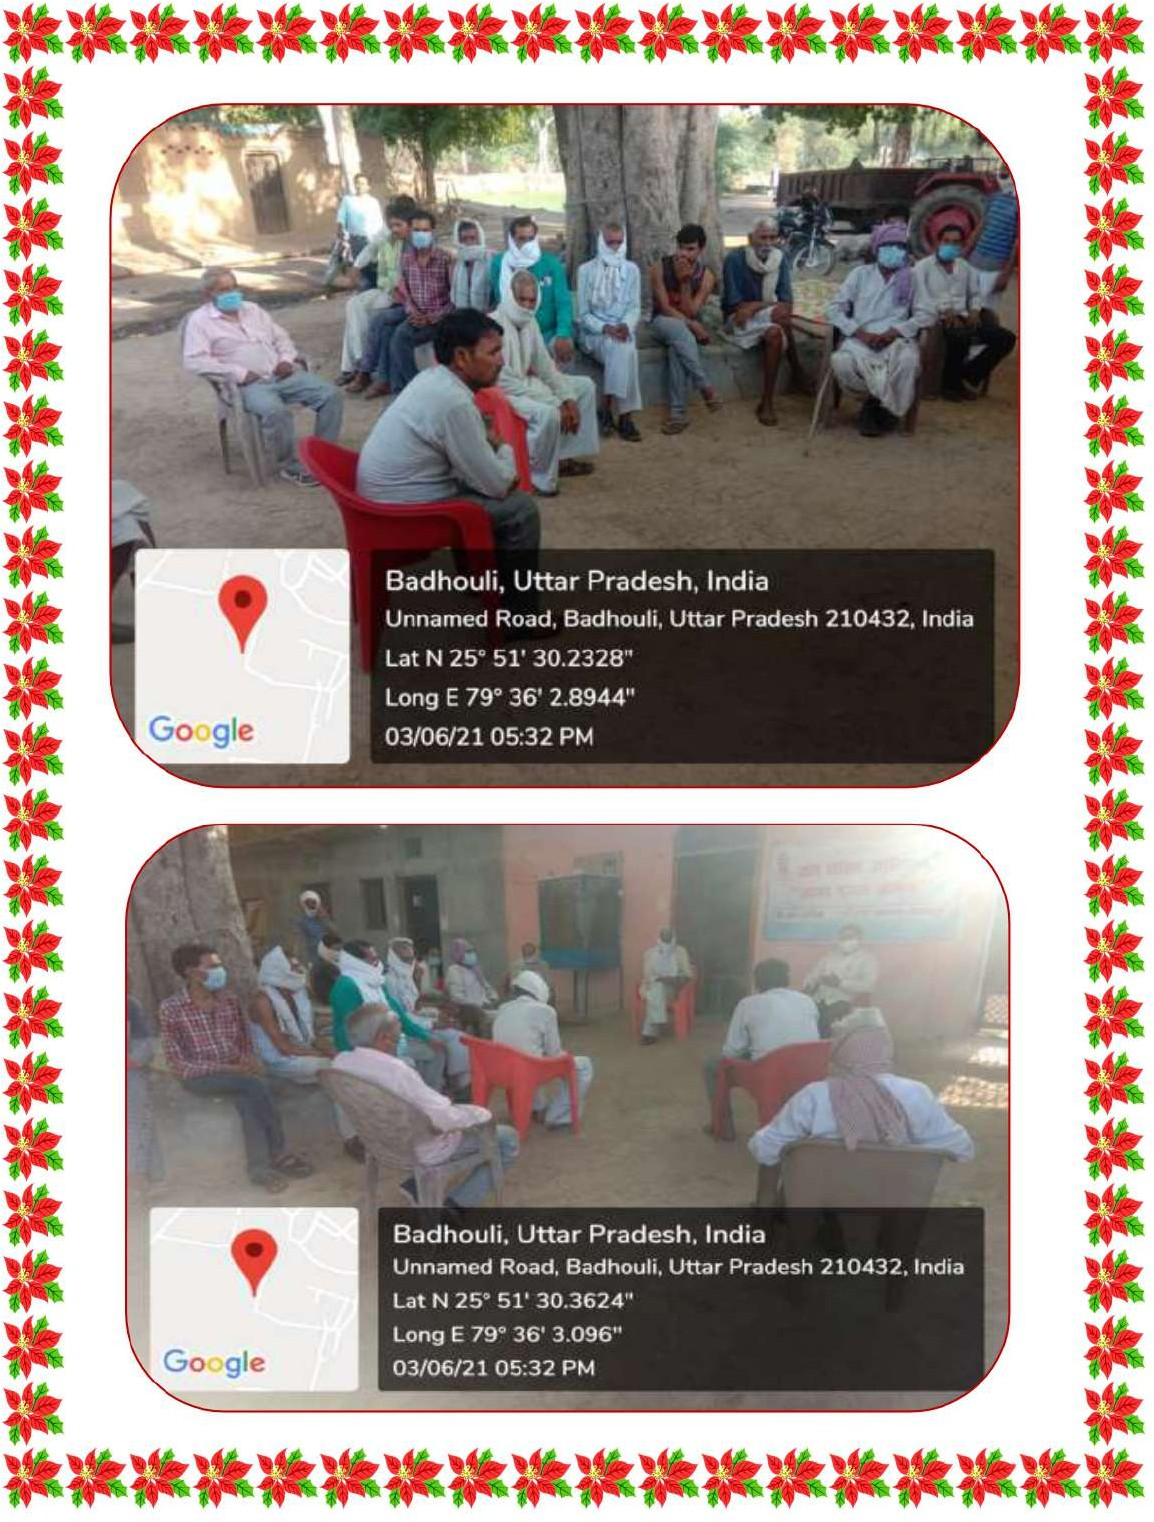 Badhouli, Uttar Pradesh, India
Unnamed Road, Badhouli, Uttar Pradesh 210432, India
Lat N 25° 51' 30.2328"
Long E 79° 36' 2.8944"
03/06/21 05:32 PM
Google
Badhouli, Uttar Pradesh, India
Unnamed Road, Badhouli, Uttar Pradesh 210432, India
Lat N 25° 51' 30.3624"
Long E 79° 36' 3.096"
03/06/21 05:32 PM
Google